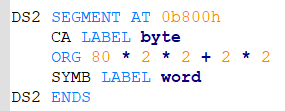 DS2 SEGMENT AT 0b800h
CA LABEL byte
ORG 80 * 2 * 2 + 2 * 2
SYMB LABEL word
DS2 ENDS